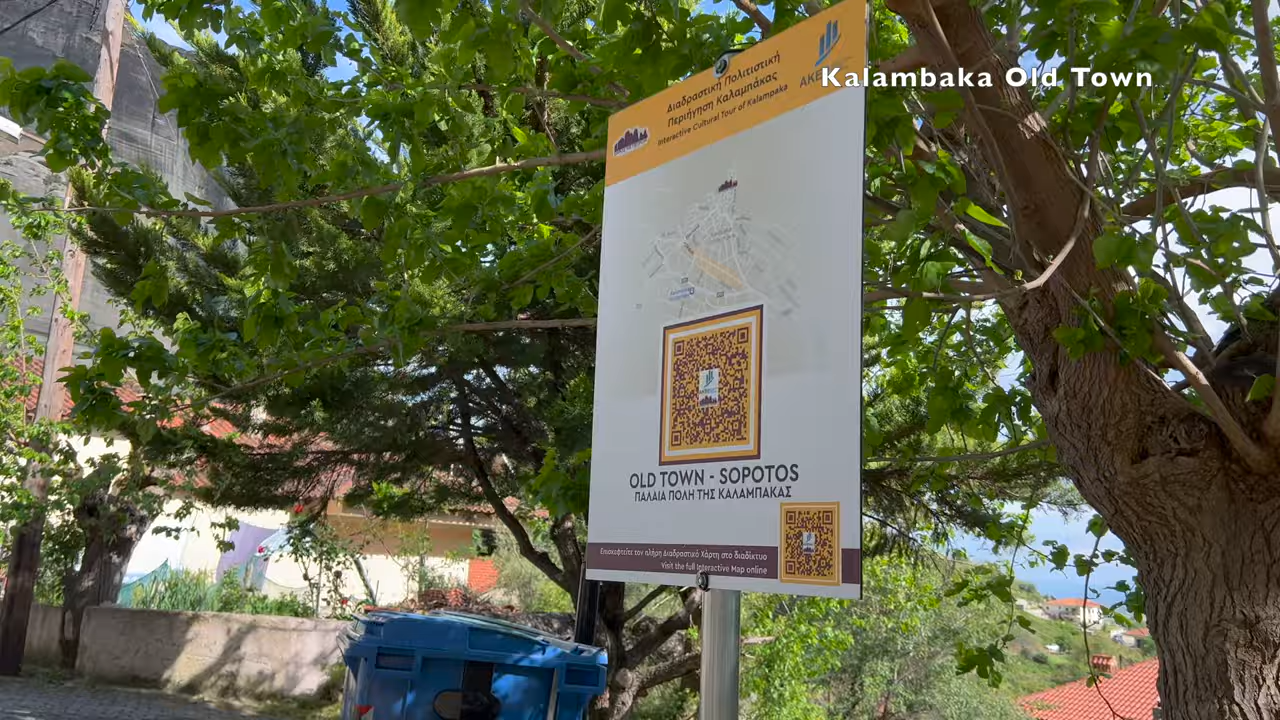 Kalambaka Old Town
Διαδραστική Πολιτιστική
Περιήγηση Καλαμπάκας
Interactive Cultural Tour of Kalampaka
OLD TOWN - SOPOTOS
ΠΑΛΑΙΑ ΠΟΛΗ ΤΗΣ ΚΑΛΑΜΠΑΚΑΣ
Επισκεφτείτε τον πλήρη Διαδραστικό Χάρτη στο διαδίκτυο
Visit the full Interactive Map online